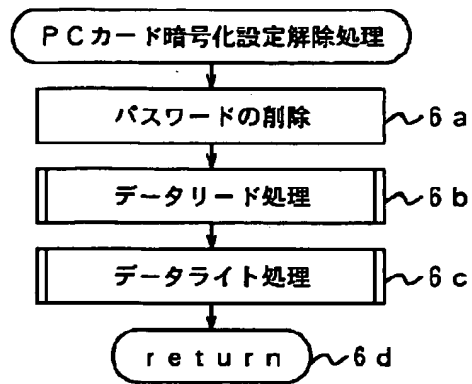 PCカード暗号化設定解除処理
パスワードの削除 6a
データリード処理 6b
データライト処理 6c
return 6d